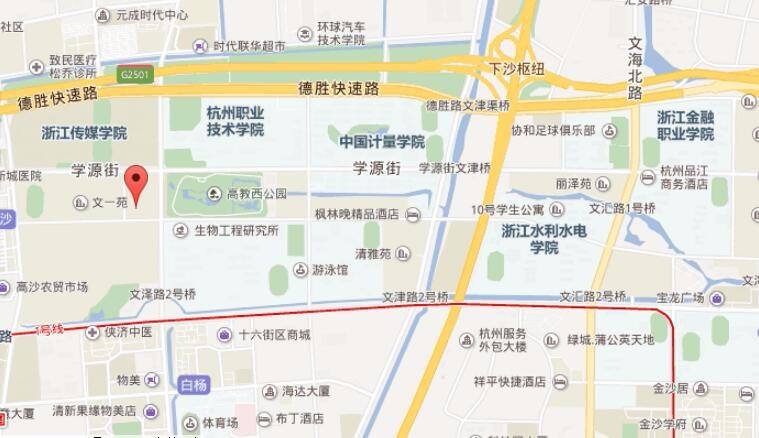 元成时代中心
社区
时代联华超市
环球汽车
技术学院
致民医疗
松乔诊所
G2501
下沙枢纽
文海北路
德胜快速路
德胜快速路
德胜路文津渠桥
浙江传媒学院
杭州职业
技术学院
中国计量学院
协和足球俱乐部
浙江金融
职业学院
学源街
学源街
学源街文津桥
新城医院
文一苑
高教西公园
丽泽苑
杭州品江
商务酒店
沙
枫林晚精品酒店
10号学生公寓
文汇路1号桥
生物工程研究所
浙江水利水电
学院
清雅苑
游泳馆
高沙农贸市场
文泽路2号桥
文津路2号桥
文汇路2号桥
宝龙广场
路
1号线
侠济中医
十六街区商城
杭州服务
外包大楼
绿城.蒲公英天地
物美
白杨
海达大厦
祥平快捷酒店
金沙居
大厦
清新果缘物美店
体育场
布丁酒店
金沙学府